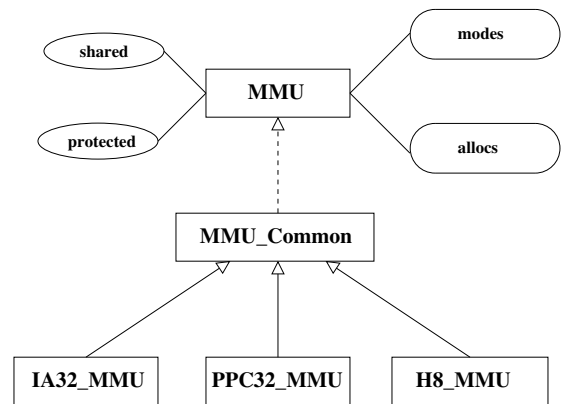 shared
modes
MMU
protected
allocs
MMU_Common
IA32_MMU
PPC32_MMU
H8_MMU